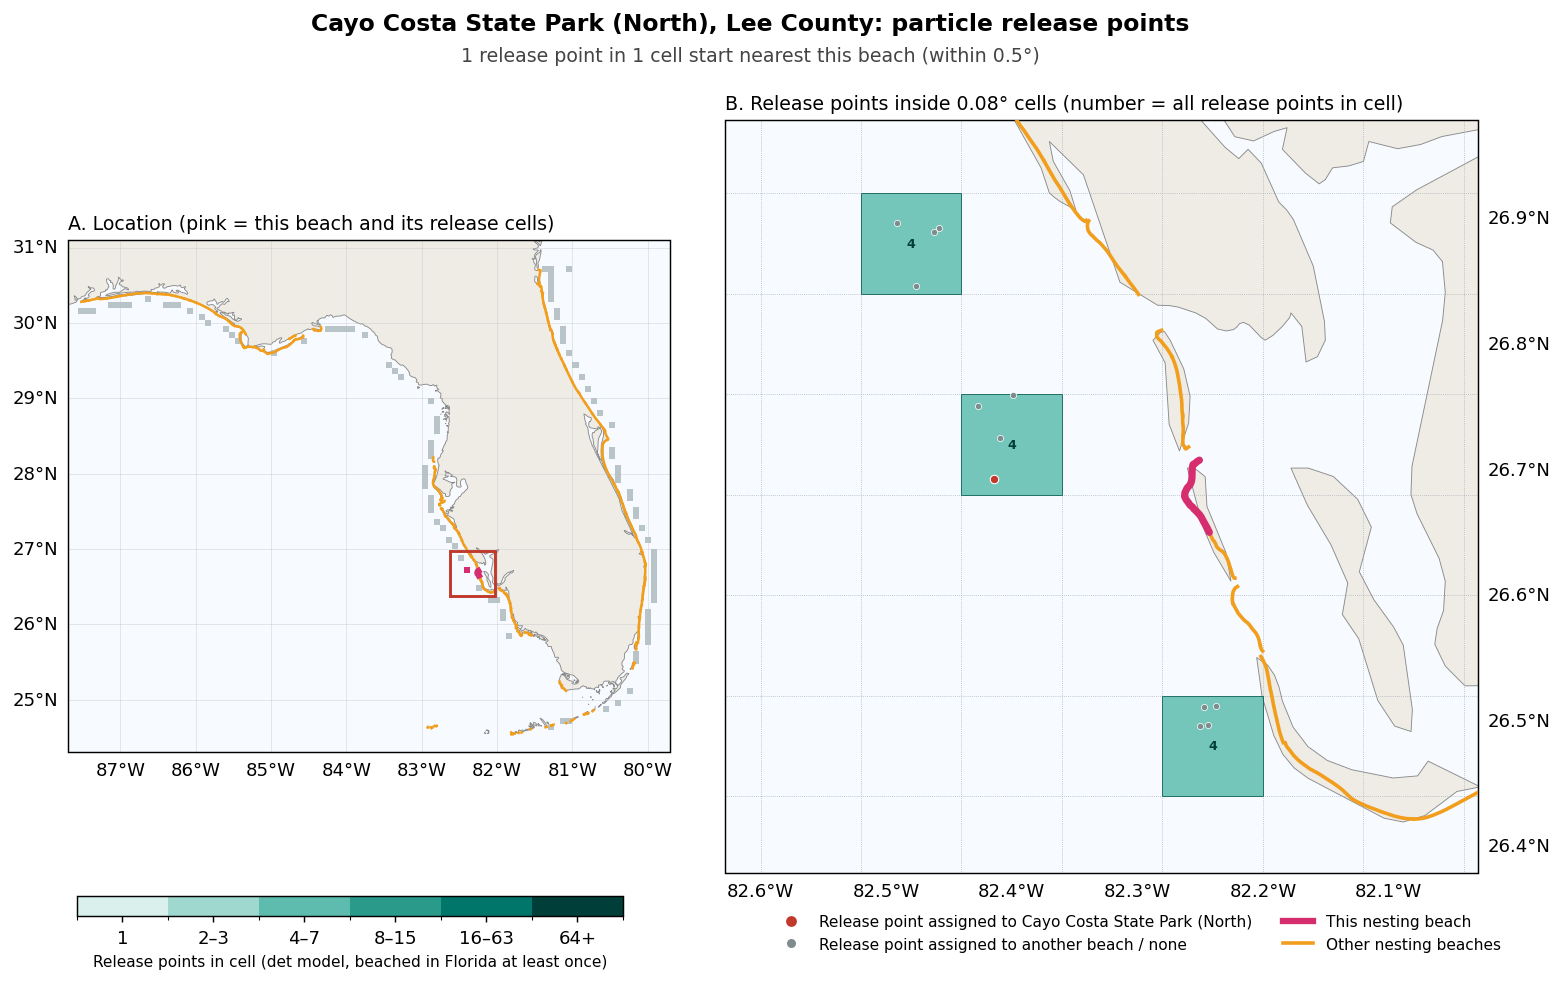 Cayo Costa State Park (North), Lee County: particle release points
1 release point in 1 cell start nearest this beach (within 0.5°)
A. Location (pink = this beach and its release cells)
31°N
30°N
29°N
28°N
27°N
26°N
25°N
87°W 86°W 85°W 84°W 83°W 82°W 81°W 80°W
1 2–3 4–7 8–15 16–63 64+
Release points in cell (det model, beached in Florida at least once)
B. Release points inside 0.08° cells (number = all release points in cell)
4
4
4
26.9°N
26.8°N
26.7°N
26.6°N
26.5°N
26.4°N
82.6°W 82.5°W 82.4°W 82.3°W 82.2°W 82.1°W
Release point assigned to Cayo Costa State Park (North)
Release point assigned to another beach / none
This nesting beach
Other nesting beaches